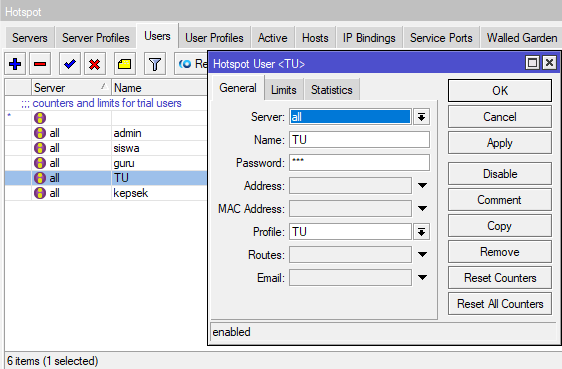 Hotspot
Servers Server Profiles Users User Profiles Active Hosts IP Bindings Service Ports Walled Garden
Server Name
;;; counters and limits for trial users
*
all admin
all siswa
all guru
all TU
all kepsek
6 items (1 selected)
Hotspot User <TU>
General Limits Statistics
Server: all
Name: TU
Password: ***
Address:
MAC Address:
Profile: TU
Routes:
Email:
OK
Cancel
Apply
Disable
Comment
Copy
Remove
Reset Counters
Reset All Counters
enabled